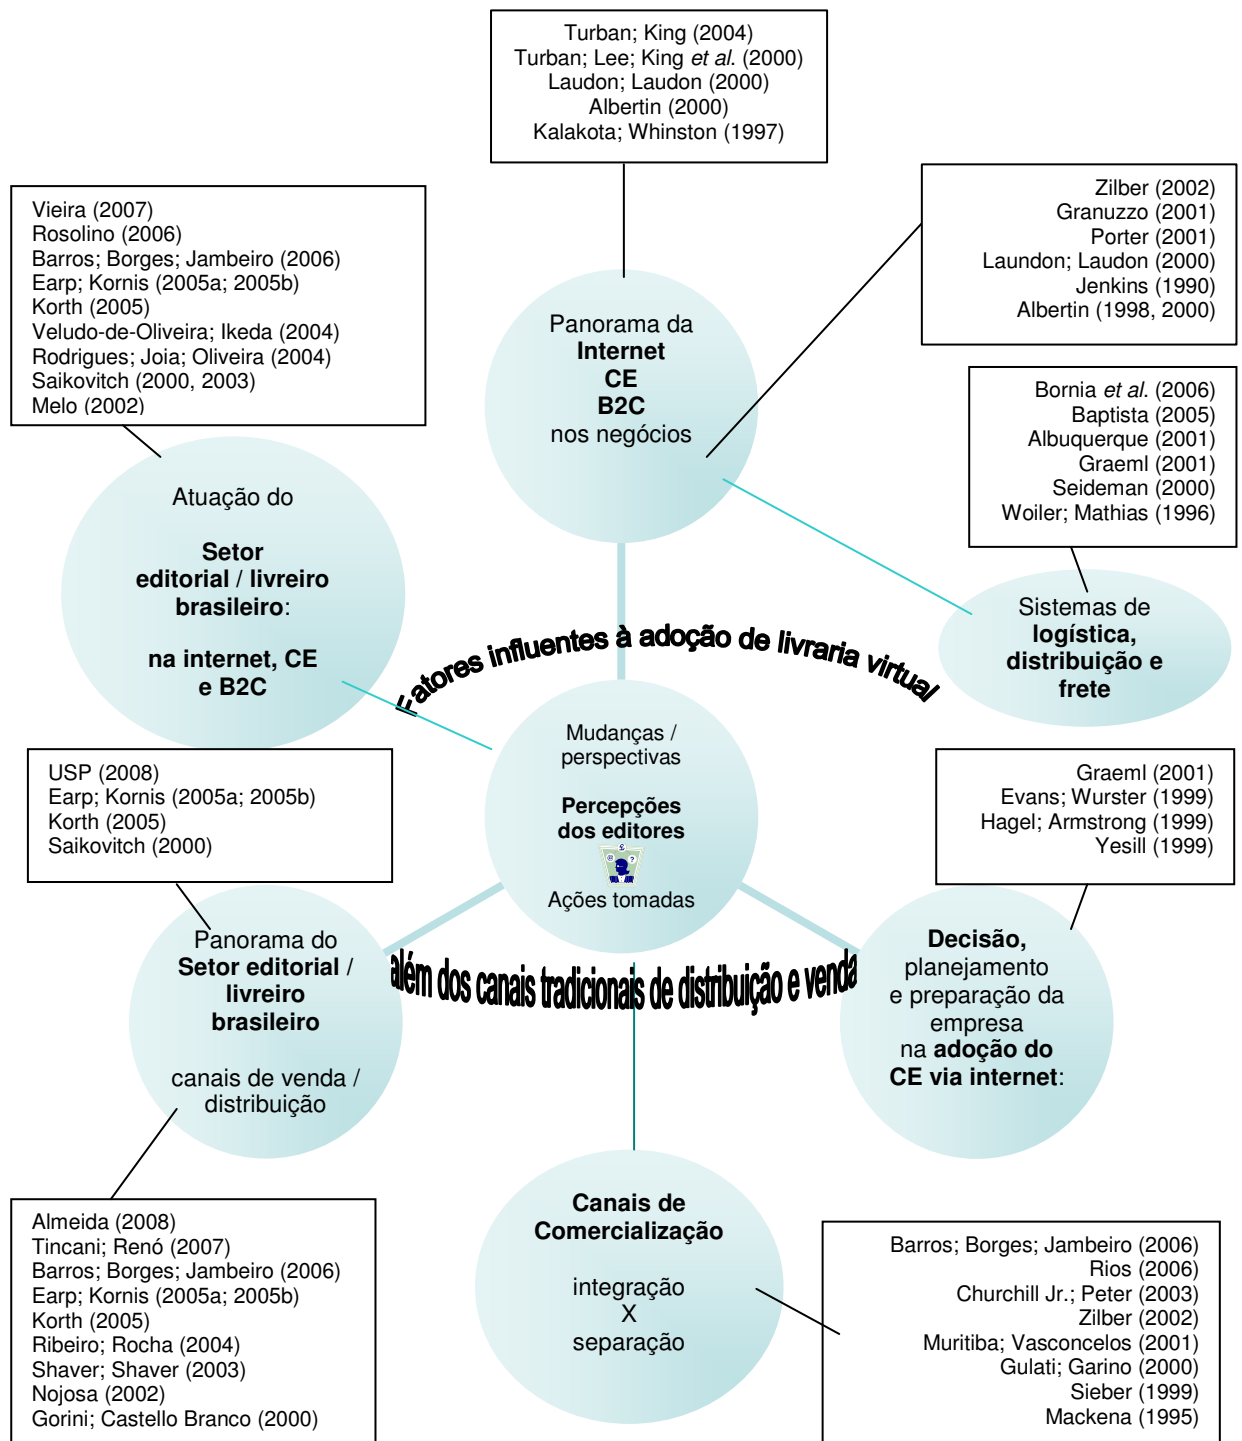 Turban; King (2004)
Turban; Lee; King et al. (2000)
Laudon; Laudon (2000)
Albertin (2000)
Kalakota; Whinston (1997)
Zilber (2002)
Granuzzo (2001)
Porter (2001)
Laundon; Laudon (2000)
Jenkins (1990)
Albertin (1998, 2000)
Vieira (2007)
Rosolino (2006)
Barros; Borges; Jambeiro (2006)
Earp; Kornis (2005a; 2005b)
Korth (2005)
Veludo-de-Oliveira; Ikeda (2004)
Rodrigues; Joia; Oliveira (2004)
Saikovitch (2000, 2003)
Melo (2002)
Panorama da
Internet
CE
B2C
nos negócios
Bornia et al. (2006)
Baptista (2005)
Albuquerque (2001)
Graeml (2001)
Seideman (2000)
Woiler; Mathias (1996)
Atuação do
Setor
editorial / livreiro
brasileiro:
na internet, CE
e B2C
Sistemas de
logística,
distribuição e
frete
Fatores influentes à adoção de livraria virtual
Mudanças /
perspectivas
Percepções
dos editores
£
@
?
Ações tomadas
USP (2008)
Earp; Kornis (2005a; 2005b)
Korth (2005)
Saikovitch (2000)
Graeml (2001)
Evans; Wurster (1999)
Hagel; Armstrong (1999)
Yesill (1999)
Panorama do
Setor editorial /
livreiro
brasileiro
canais de venda /
distribuição
além dos canais tradicionais de distribuição e venda
Decisão,
planejamento
e preparação da
empresa
na adoção do
CE via internet:
Canais de
Comercialização
integração
X
separação
Almeida (2008)
Tincani; Renó (2007)
Barros; Borges; Jambeiro (2006)
Earp; Kornis (2005a; 2005b)
Korth (2005)
Ribeiro; Rocha (2004)
Shaver; Shaver (2003)
Nojosa (2002)
Gorini; Castello Branco (2000)
Barros; Borges; Jambeiro (2006)
Rios (2006)
Churchill Jr.; Peter (2003)
Zilber (2002)
Muritiba; Vasconcelos (2001)
Gulati; Garino (2000)
Sieber (1999)
Mackena (1995)